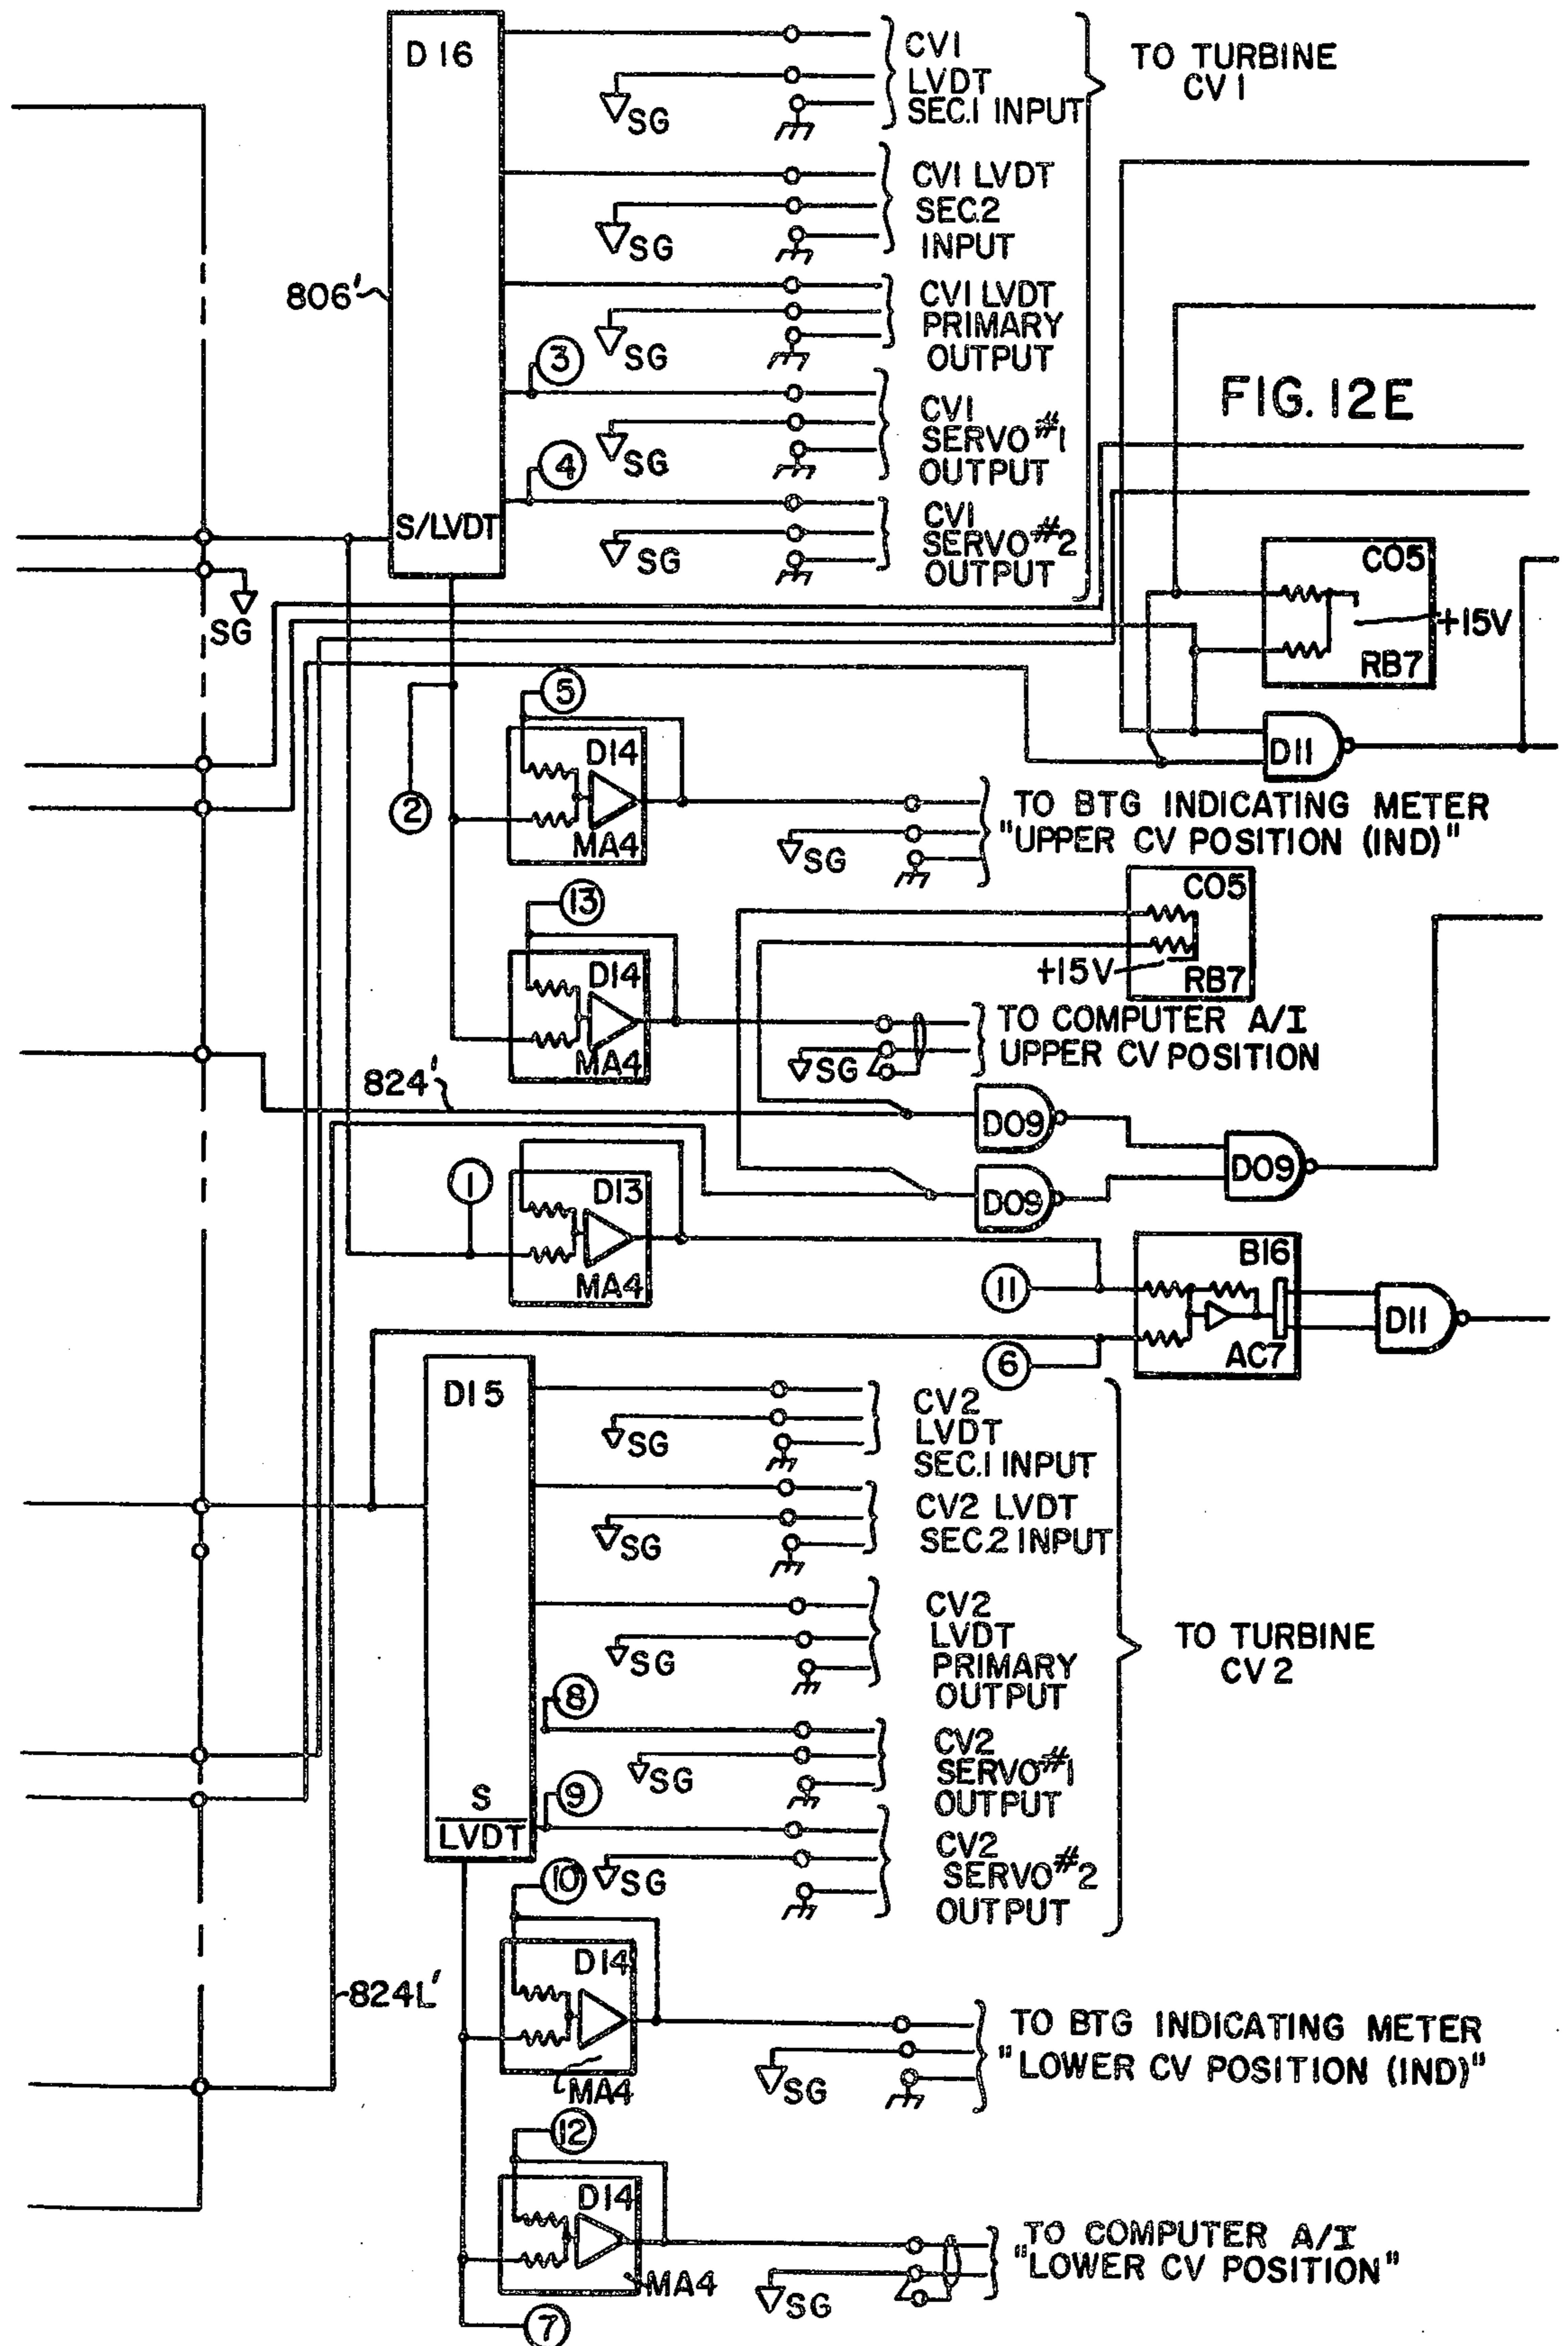 D16
CV1
LVDT
SEC.1 INPUT
TO TURBINE
CV1
SG
CV1 LVDT
SEC.2
INPUT
SG
806'
CV1 LVDT
PRIMARY
OUTPUT
SG
3
FIG. 12E
CV1
SERVO #1
OUTPUT
SG
4
S/LVDT
CV1
SERVO #2
OUTPUT
SG
SG
C05
+15V
RB7
5
D14
MA4
2
D11
TO BTG INDICATING METER
"UPPER CV POSITION (IND)"
SG
C05
+15V
RB7
13
D14
MA4
TO COMPUTER A/I
UPPER CV POSITION
SG
824'
D09
D09
D09
1
D13
MA4
11
B16
AC7
D11
6
D15
CV2
LVDT
SEC.1 INPUT
SG
CV2 LVDT
SEC.2 INPUT
SG
CV2
LVDT
PRIMARY
OUTPUT
SG
TO TURBINE
CV2
8
CV2
SERVO #1
OUTPUT
SG
9
S
LVDT
CV2
SERVO #2
OUTPUT
SG
10
D14
MA4
824L'
TO BTG INDICATING METER
"LOWER CV POSITION (IND)"
SG
12
D14
MA4
TO COMPUTER A/I
"LOWER CV POSITION"
SG
7